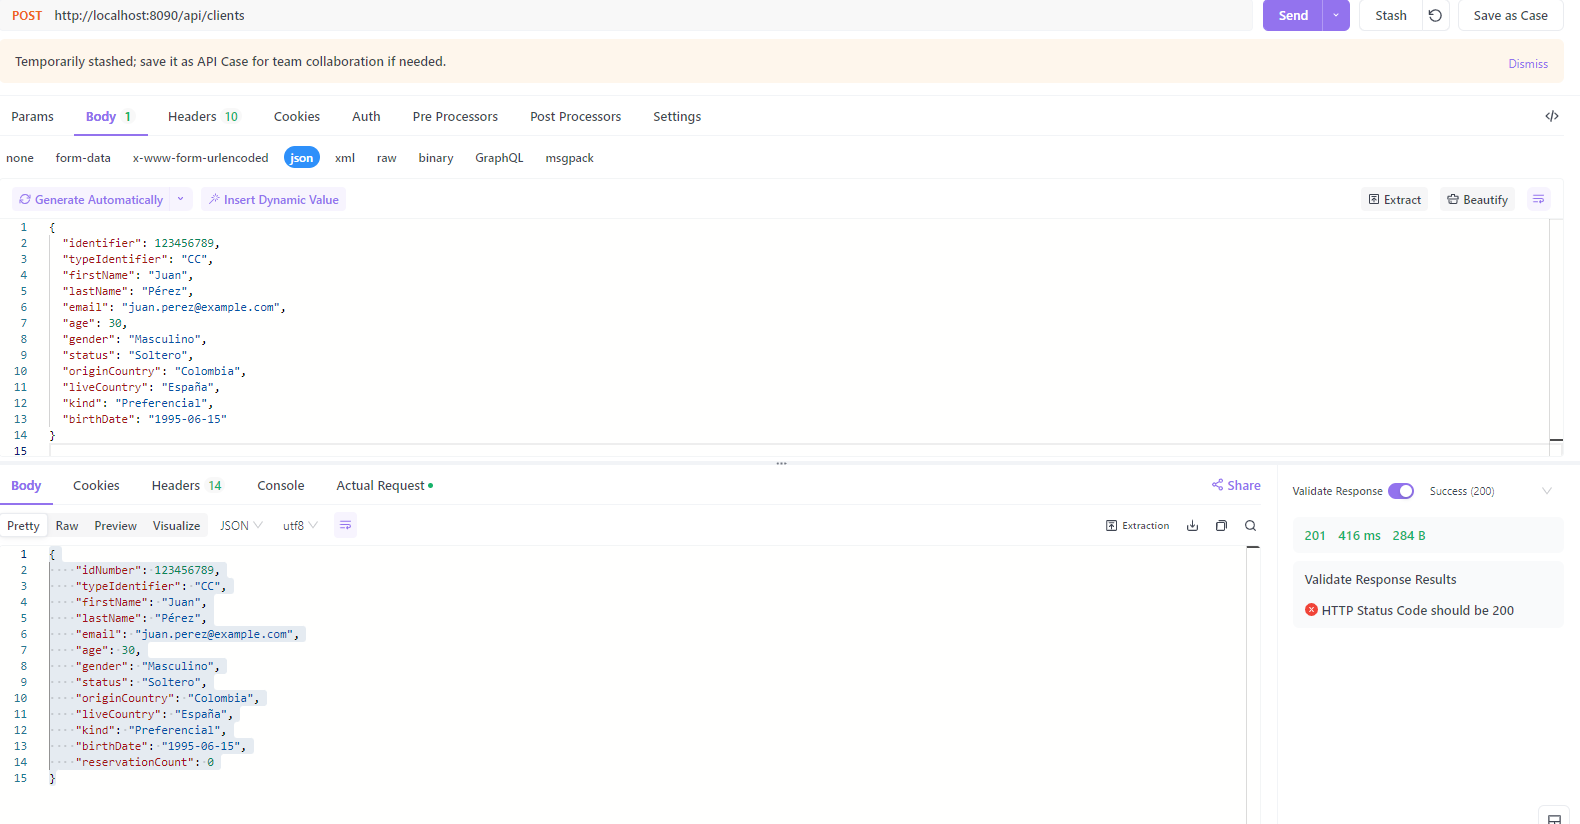 POST http://localhost:8090/api/clients Send Stash Save as Case
Temporarily stashed; save it as API Case for team collaboration if needed. Dismiss
Params Body 1 Headers 10 Cookies Auth Pre Processors Post Processors Settings </>
none form-data x-www-form-urlencoded json xml raw binary GraphQL msgpack
Generate Automatically Insert Dynamic Value Extract Beautify
1 {
2 "identifier": 123456789,
3 "typeIdentifier": "CC",
4 "firstName": "Juan",
5 "lastName": "Pérez",
6 "email": "juan.perez@example.com",
7 "age": 30,
8 "gender": "Masculino",
9 "status": "Soltero",
10 "originCountry": "Colombia",
11 "liveCountry": "España",
12 "kind": "Preferencial",
13 "birthDate": "1995-06-15"
14 }
15
Body Cookies Headers 14 Console Actual Request Share
Pretty Raw Preview Visualize JSON utf8 Extraction
1 {
2 "idNumber": 123456789,
3 "typeIdentifier": "CC",
4 "firstName": "Juan",
5 "lastName": "Pérez",
6 "email": "juan.perez@example.com",
7 "age": 30,
8 "gender": "Masculino",
9 "status": "Soltero",
10 "originCountry": "Colombia",
11 "liveCountry": "España",
12 "kind": "Preferencial",
13 "birthDate": "1995-06-15",
14 "reservationCount": 0
15 }
Validate Response Success (200)
201 416 ms 284 B
Validate Response Results
HTTP Status Code should be 200